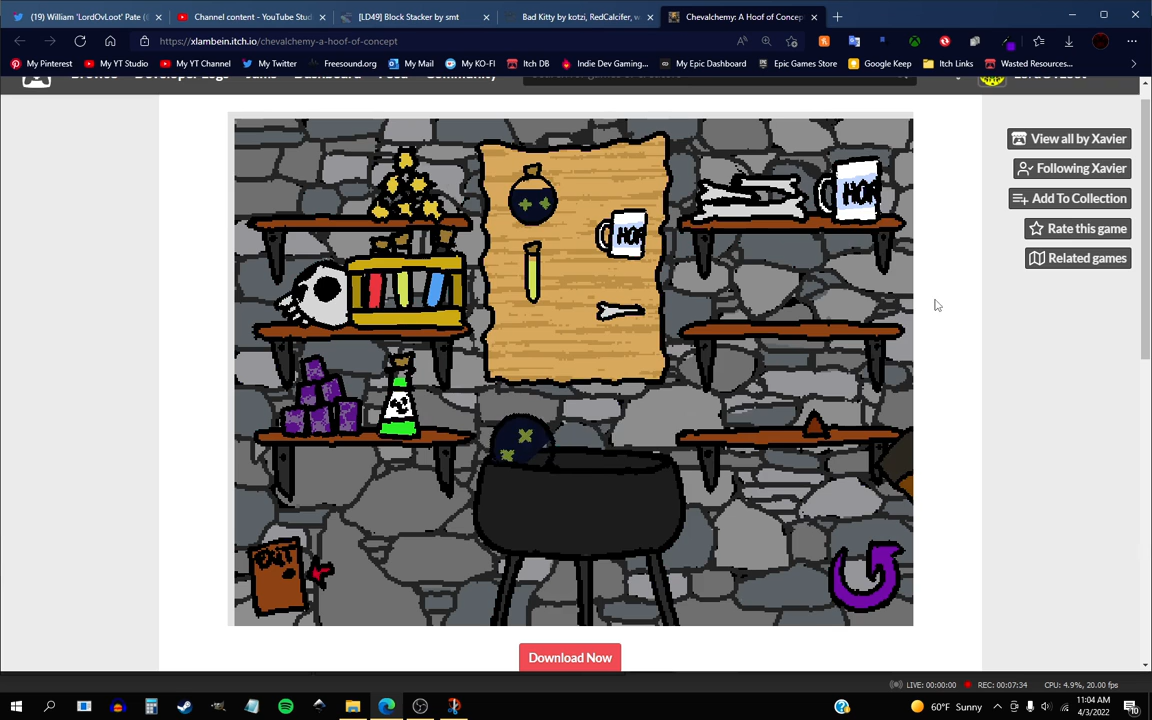 (19) William 'LordOvLoot' Pate (
Channel content - YouTube Stud
[LD49] Block Stacker by smt
Bad Kitty by kotzi, RedCalcifer, w
Chevalchemy: A Hoof of Concep
https://xlambein.itch.io/chevalchemy-a-hoof-of-concept
My Pinterest
My YT Studio
My YT Channel
My Twitter
Freesound.org
My Mail
My KO-FI
Itch DB
Indie Dev Gaming...
My Epic Dashboard
Epic Games Store
Google Keep
Itch Links
Wasted Resources...
View all by Xavier
Following Xavier
Add To Collection
Rate this game
Related games
EXIT
Download Now
LIVE: 00:00:00
REC: 00:07:34
CPU: 4.9%, 20.00 fps
60°F Sunny
11:04 AM
4/3/2022
10